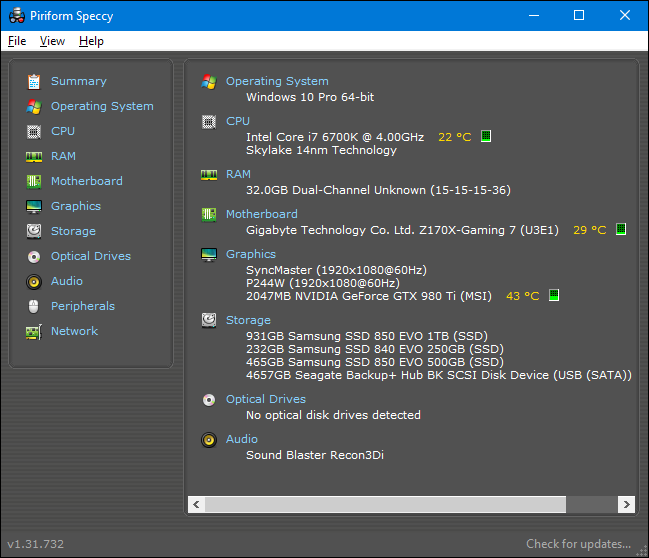 Piriform Speccy
File View Help
Summary
Operating System
CPU
RAM
Motherboard
Graphics
Storage
Optical Drives
Audio
Peripherals
Network
Operating System
Windows 10 Pro 64-bit
CPU
Intel Core i7 6700K @ 4.00GHz 22 °C
Skylake 14nm Technology
RAM
32.0GB Dual-Channel Unknown (15-15-15-36)
Motherboard
Gigabyte Technology Co. Ltd. Z170X-Gaming 7 (U3E1) 29 °C
Graphics
SyncMaster (1920x1080@60Hz)
P244W (1920x1080@60Hz)
2047MB NVIDIA GeForce GTX 980 Ti (MSI) 43 °C
Storage
931GB Samsung SSD 850 EVO 1TB (SSD)
232GB Samsung SSD 840 EVO 250GB (SSD)
465GB Samsung SSD 850 EVO 500GB (SSD)
4657GB Seagate Backup+ Hub BK SCSI Disk Device (USB (SATA))
Optical Drives
No optical disk drives detected
Audio
Sound Blaster Recon3Di
v1.31.732
Check for updates...